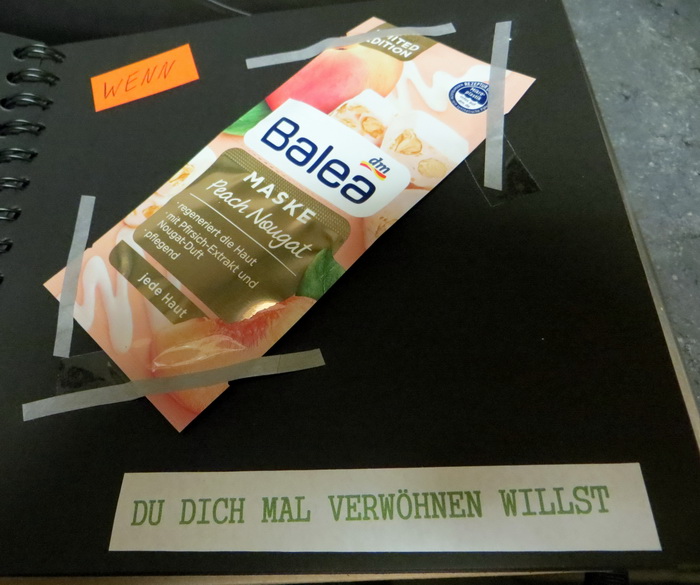 WENN
LIMITED
EDITION
Balea
dm
MASKE
Peach Nougat
·regeneriert die Haut
·mit Pfirsich-Extrakt und
Nougat-Duft
·pflegend
jede Haut
DU DICH MAL VERWÖHNEN WILLST